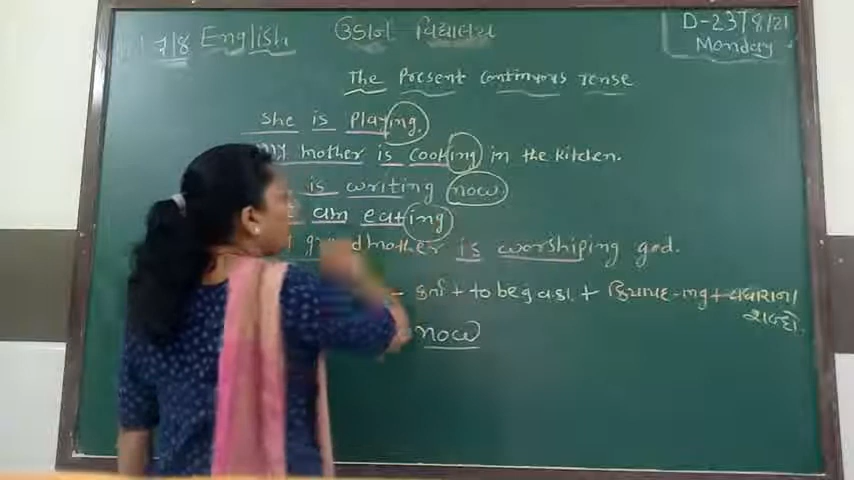 ધો 7/8 English ઉડાન વિદ્યાલય D-23/8/21
Monday
The Present Continuous Tense
She is playing.
My mother is cooking in the kitchen.
is writing now
am eating
grandmother is worshiping god.
- કર્તા + to be + ક્રિયાપદ-ing + વધારાના
શબ્દો.
now